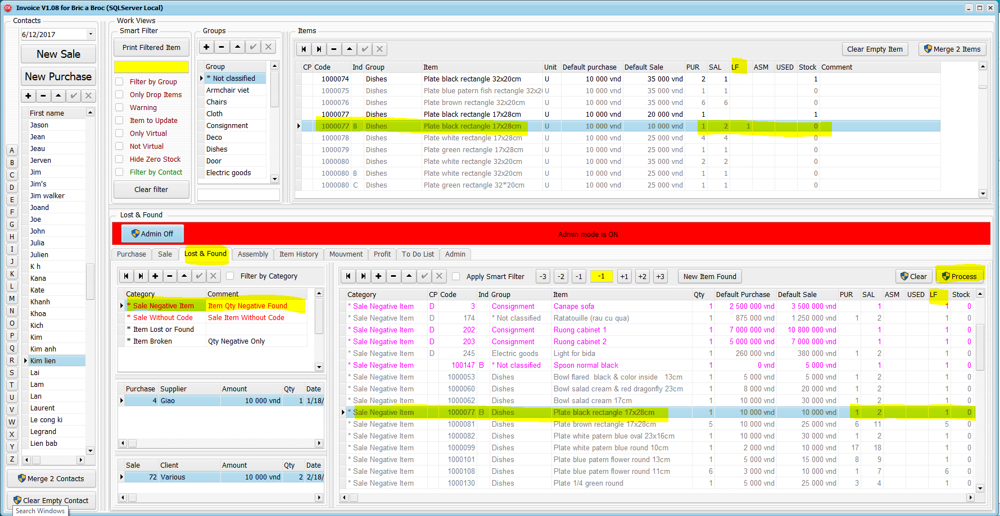 Invoice V1.08 for Bric a Broc (SQLServer Local)
Contacts
6/12/2017
New Sale
New Purchase
First name
Jason
Jean
Jeau
Jerven
Jim
Jim's
Jim walker
Joand
Joe
John
Julia
Julien
K h
Kana
Kate
Khanh
Khoa
Kich
Kim
Kim anh
Kim lien
Lai
Lam
Lan
Laurent
Le cong ki
Legrand
Lien bab
A
B
C
D
E
F
G
H
I
J
K
L
M
N
O
P
Q
R
S
T
U
V
W
X
Y
Z
Merge 2 Contacts
Clear Empty Contact
Search Windows
Work Views
Smart Filter
Print Filtered Item
Filter by Group
Only Drop Items
Warning
Item to Update
Only Virtual
Not Virtual
Hide Zero Stock
Filter by Contact
Clear filter
Groups
Group
* Not classified
Armchair viet
Chairs
Cloth
Consignment
Deco
Dishes
Door
Electric goods
Items
Clear Empty Item
Merge 2 Items
CP Code Ind Group Item Unit Default purchase Default Sale PUR SAL LF ASM USED Stock Comment
1000074 Dishes Plate black rectangle 32x20cm U 10 000 vnd 35 000 vnd 2 1 1
1000075 Dishes Plate blue patern fish rectangle 32x2( U 10 000 vnd 35 000 vnd 1 1 0
1000076 Dishes Plate brown rectangle 32x20cm U 10 000 vnd 35 000 vnd 6 6 0
1000077 Dishes Plate black rectangle 17x28cm U 10 000 vnd 20 000 vnd 1 1
1000077 B Dishes Plate black rectangle 17x28cm U 10 000 vnd 10 000 vnd 1 2 1 0
1000078 Dishes Plate white rectangle 17x28cm U 10 000 vnd 25 000 vnd 4 4 0
1000079 Dishes Plate green rectangle 17x28cm U 10 000 vnd 25 000 vnd 1 1 0
1000080 Dishes Plate white rectangle 32x20cm U 10 000 vnd 35 000 vnd 2 2 0
1000080 B Dishes Plate white rectangle 32x20cm U 10 000 vnd 25 000 vnd 1 1 0
1000080 C Dishes Plate green rectangle 32*20cm U 10 000 vnd 25 000 vnd 1 1 0
Lost & Found
Admin Off
Admin mode is ON
Purchase Sale Lost & Found Assembly Item History Mouvment Profit To Do List Admin
Filter by Category
Category Comment
* Sale Negative Item Item Qty Negative Found
* Sale Without Code Sale Item Without Code
* Item Lost or Found
* Item Broken Qty Negative Only
Purchase Supplier Amount Qty Date
4 Giao 10 000 vnd 1 1/18/
Sale Client Amount Qty Date
72 Various 10 000 vnd 2 2/18/
Apply Smart Filter -3 -2 -1 -1 +1 +2 +3 New Item Found Clear Process
Category CP Code Ind Group Item Qty Default Purchase Default Sale PUR SAL ASM USED LF Stock
* Sale Negative Item D 3 Consignment Canape sofa 1 2 500 000 vnd 3 500 000 vnd 1 1 0
* Sale Negative Item D 174 * Not classified Ratatouille (rau cu qua) 1 875 000 vnd 1 250 000 vnd 1 2 1 0
* Sale Negative Item D 202 Consignment Ruong cabinet 1 1 7 000 000 vnd 10 800 000 vnd 1 1 0
* Sale Negative Item D 203 Consignment Ruong cabinet 2 1 5 000 000 vnd 7 000 000 vnd 1 1 0
* Sale Negative Item D 245 Electric goods Light for bida 1 260 000 vnd 380 000 vnd 1 2 1 0
* Sale Negative Item 100147 B * Not classified Spoon normal black 1 0 vnd 5 000 vnd 1 1 0
* Sale Negative Item 1000053 Dishes Bowl flared black & color inside 13cm 1 5 000 vnd 5 000 vnd 1 2 1 0
* Sale Negative Item 1000060 Dishes Bowl salad cream & red dragonfly 23cm 1 8 000 vnd 20 000 vnd 1 2 1 0
* Sale Negative Item 1000062 Dishes Bowl salad cream 17cm 1 10 000 vnd 30 000 vnd 1 2 1 0
* Sale Negative Item 1000077 B Dishes Plate black rectangle 17x28cm 1 10 000 vnd 10 000 vnd 1 2 1 0
* Sale Negative Item 1000081 Dishes Plate brown rectangle 17x28cm 5 10 000 vnd 25 000 vnd 6 11 5 0
* Sale Negative Item 1000082 Dishes Plate white patern blue oval 23x16cm 1 10 000 vnd 30 000 vnd 1 2 1 0
* Sale Negative Item 1000099 Dishes Plate white patern blue round 10cm 1 2 000 vnd 10 000 vnd 17 18 1 0
* Sale Negative Item 1000101 Dishes Plate blue patern flower round 13cm 1 5 000 vnd 15 000 vnd 8 9 1 0
* Sale Negative Item 1000108 Dishes Plate blue patern flower round 11cm 6 3 000 vnd 10 000 vnd 1 7 6 0
* Sale Negative Item 1000130 Dishes Plate 1/4 green round 1 5 000 vnd 25 000 vnd 3 4 1 0